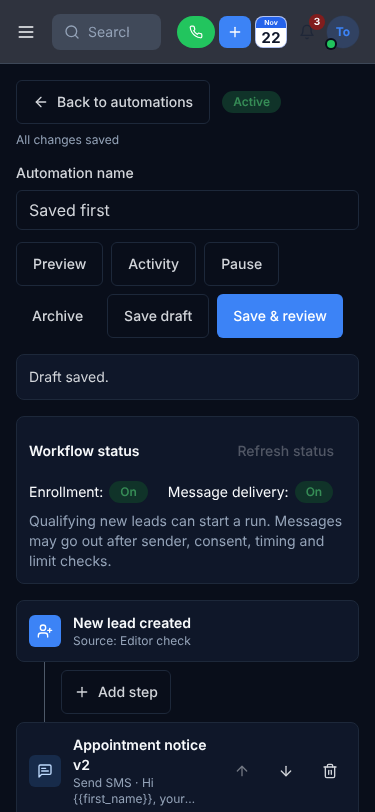 Search
Nov
22
3
To
Back to automations
Active
All changes saved
Automation name
Saved first
Preview
Activity
Pause
Archive
Save draft
Save & review
Draft saved.
Workflow status
Refresh status
Enrollment: On
Message delivery: On
Qualifying new leads can start a run. Messages
may go out after sender, consent, timing and
limit checks.
New lead created
Source: Editor check
Add step
Appointment notice
v2
Send SMS · Hi
{{first_name}}, your...